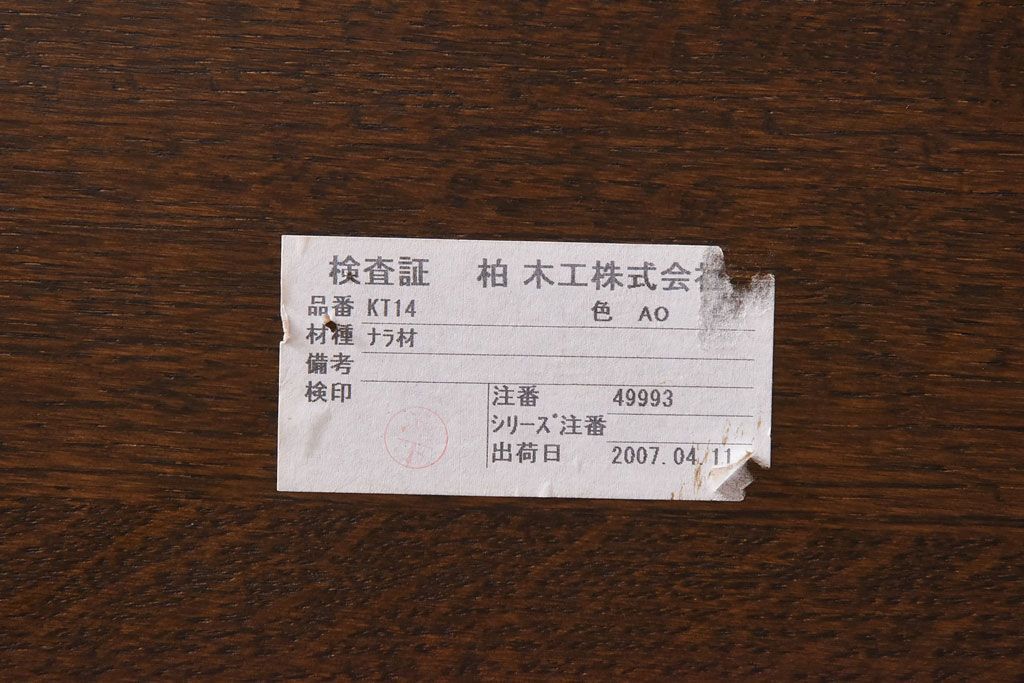 検査証 柏木工株式会
品番 KT14 色 AO
材種 ナラ材
備考
検印
注番 49993
シリーズ注番
出荷日 2007.04.11